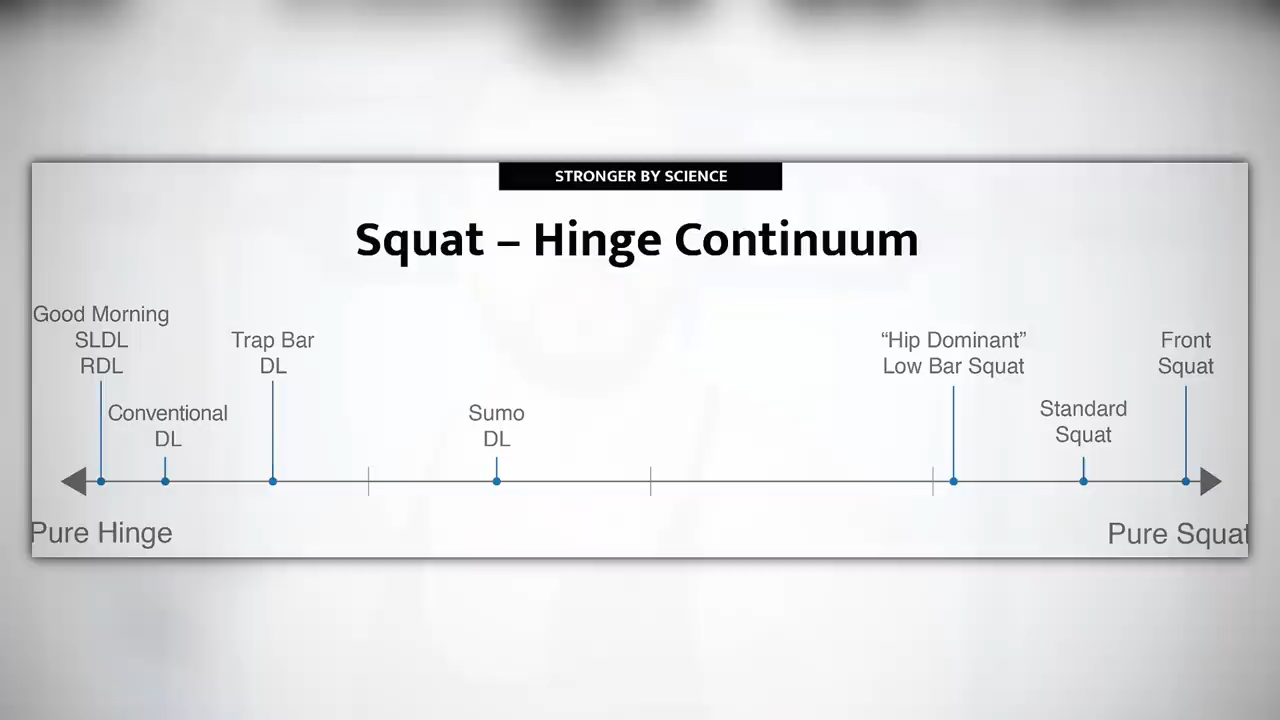 STRONGER BY SCIENCE
Squat – Hinge Continuum
Good Morning
SLDL
RDL
Conventional
DL
Trap Bar
DL
Sumo
DL
“Hip Dominant”
Low Bar Squat
Standard
Squat
Front
Squat
Pure Hinge
Pure Squat